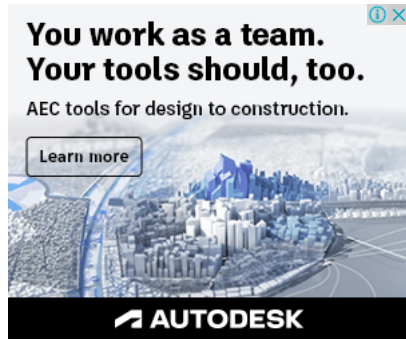 You work as a team.
Your tools should, too.
AEC tools for design to construction.
Learn more
AUTODESK